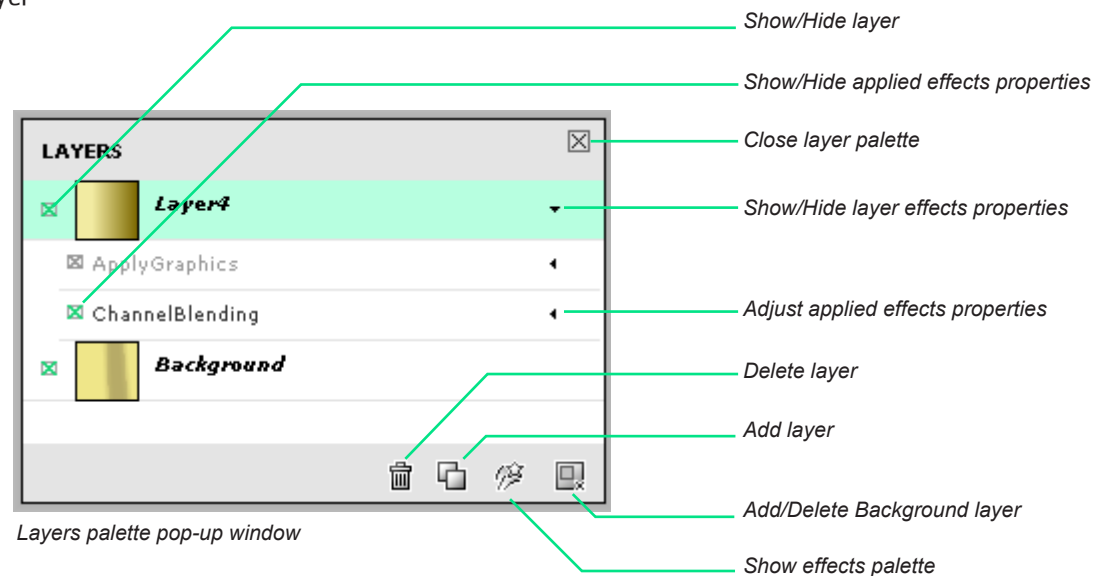 yer
Show/Hide layer
Show/Hide applied effects properties
LAYERS
Close layer palette
Layer4
Show/Hide layer effects properties
ApplyGraphics
ChannelBlending
Adjust applied effects properties
Background
Delete layer
Add layer
Add/Delete Background layer
Layers palette pop-up window
Show effects palette